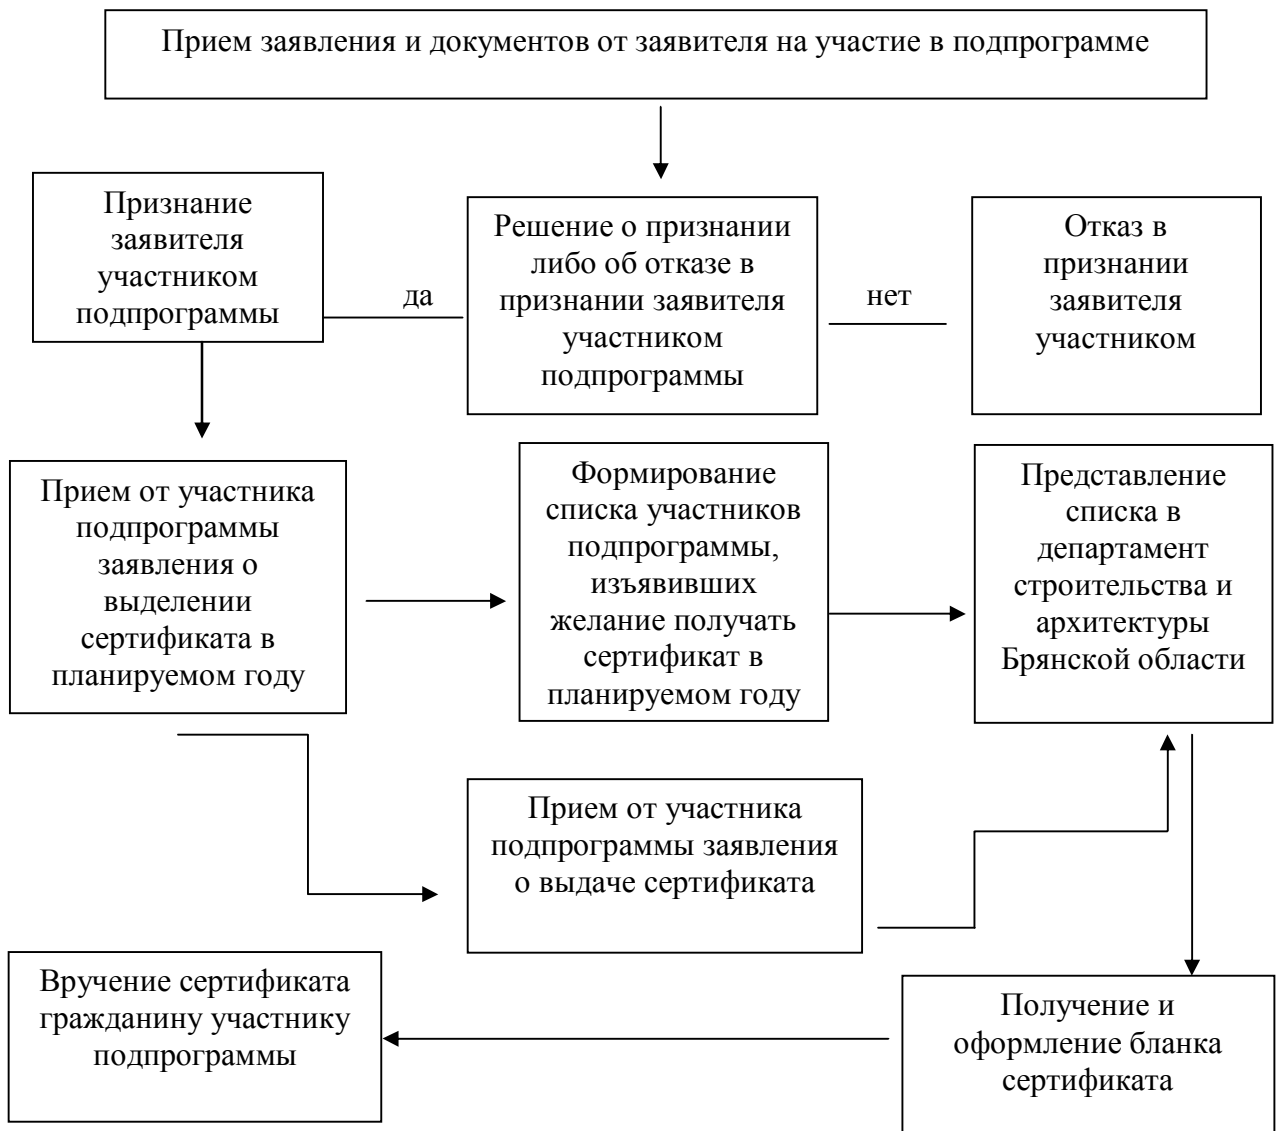 Прием заявления и документов от заявителя на участие в подпрограмме
Признание
заявителя
участником
подпрограммы
да
Решение о признании
либо об отказе в
признании заявителя
участником
подпрограммы
нет
Отказ в
признании
заявителя
участником
Прием от участника
подпрограммы
заявления о
выделении
сертификата в
планируемом году
Формирование
списка участников
подпрограммы,
изъявивших
желание получать
сертификат в
планируемом году
Представление
списка в
департамент
строительства и
архитектуры
Брянской области
Прием от участника
подпрограммы заявления
о выдаче сертификата
Вручение сертификата
гражданину участнику
подпрограммы
Получение и
оформление бланка
сертификата